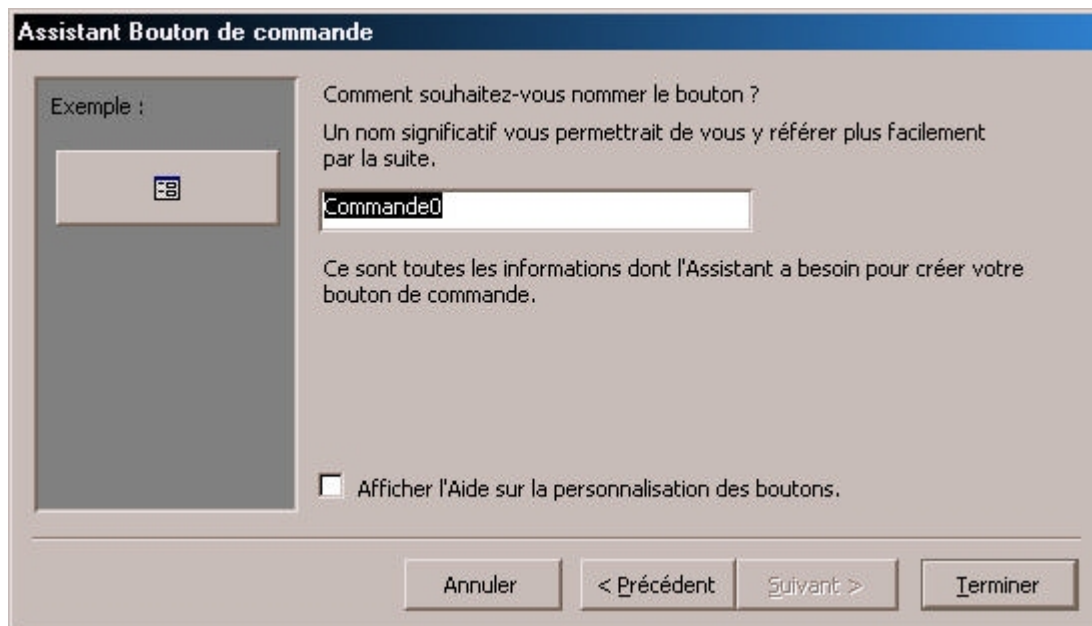 Assistant Bouton de commande
Exemple :
Comment souhaitez-vous nommer le bouton ?
Un nom significatif vous permettrait de vous y référer plus facilement
par la suite.
Commande0
Ce sont toutes les informations dont l'Assistant a besoin pour créer votre
bouton de commande.
Afficher l'Aide sur la personnalisation des boutons.
Annuler
< Précédent
Suivant >
Terminer